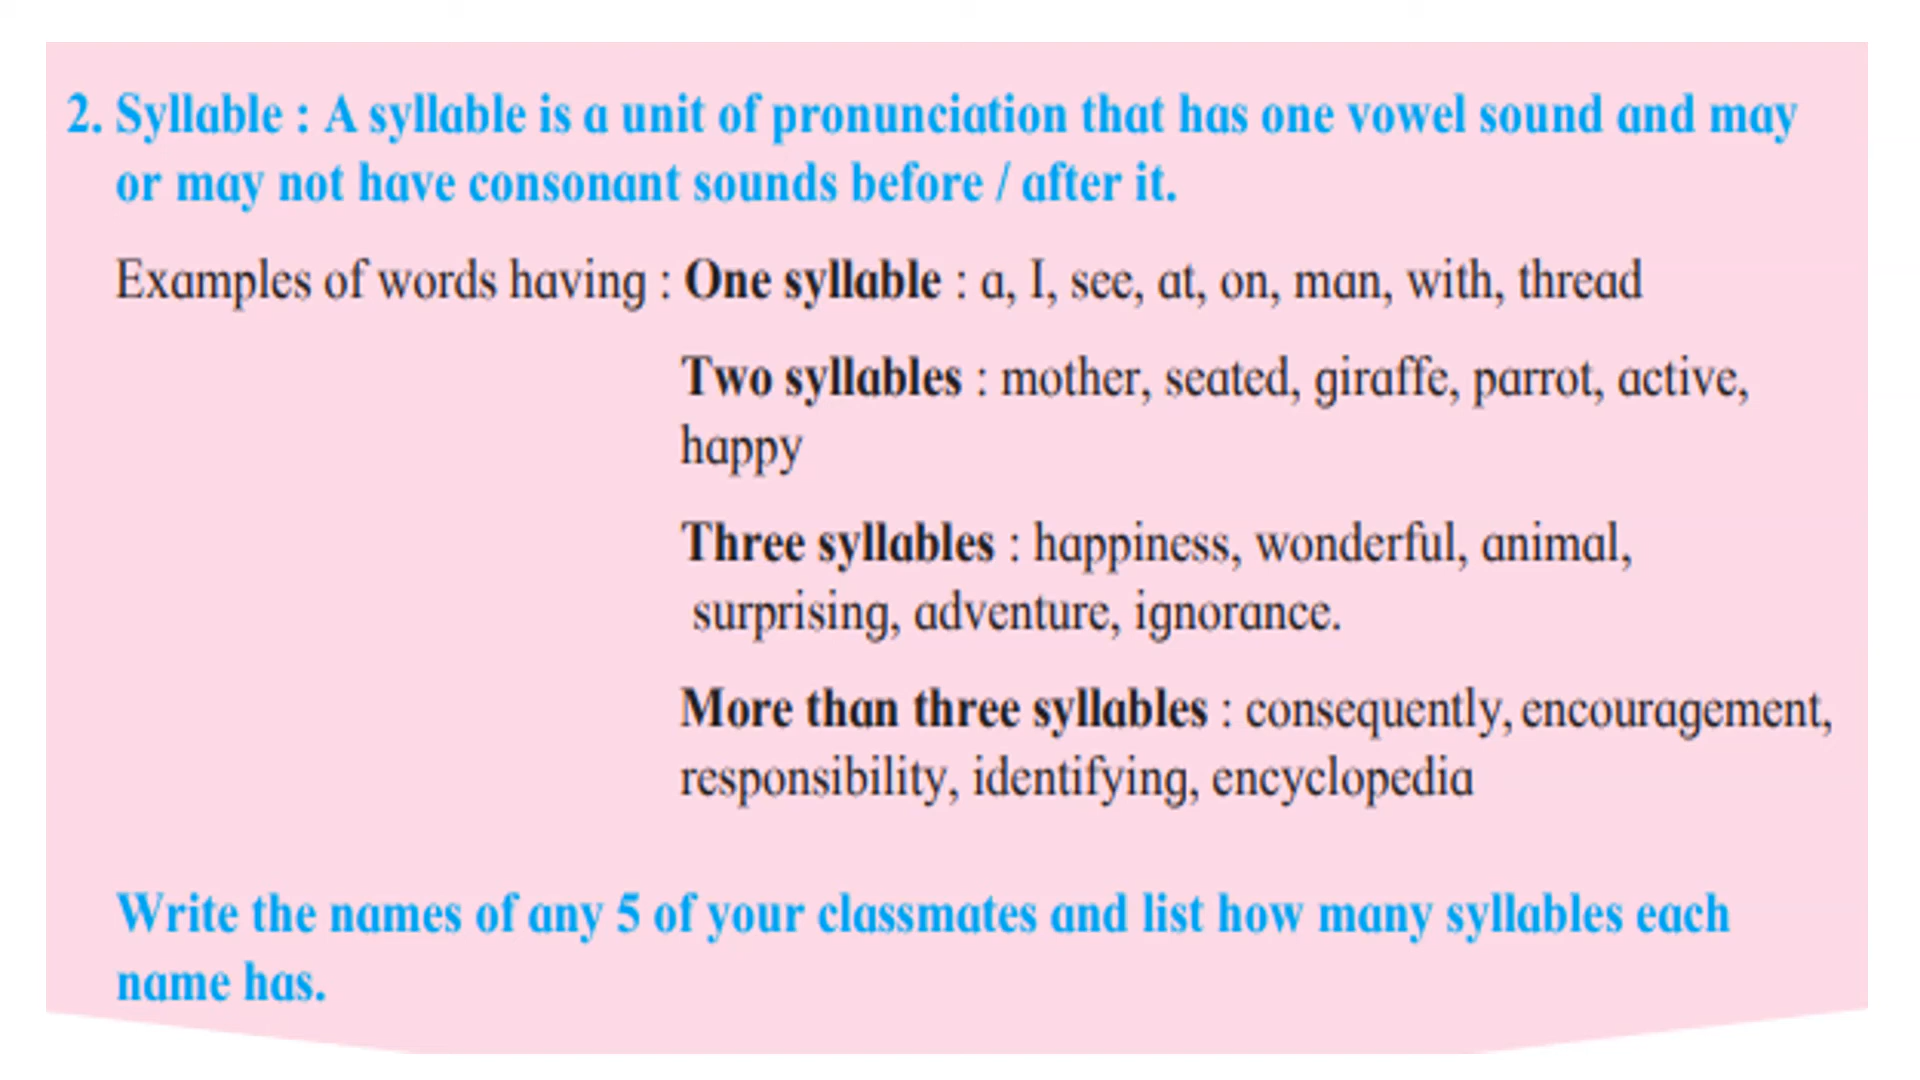 2. Syllable : A syllable is a unit of pronunciation that has one vowel sound and may
or may not have consonant sounds before / after it.
Examples of words having : One syllable : a, I, see, at, on, man, with, thread
Two syllables : mother, seated, giraffe, parrot, active,
happy
Three syllables : happiness, wonderful, animal,
surprising, adventure, ignorance.
More than three syllables : consequently, encouragement,
responsibility, identifying, encyclopedia
Write the names of any 5 of your classmates and list how many syllables each
name has.